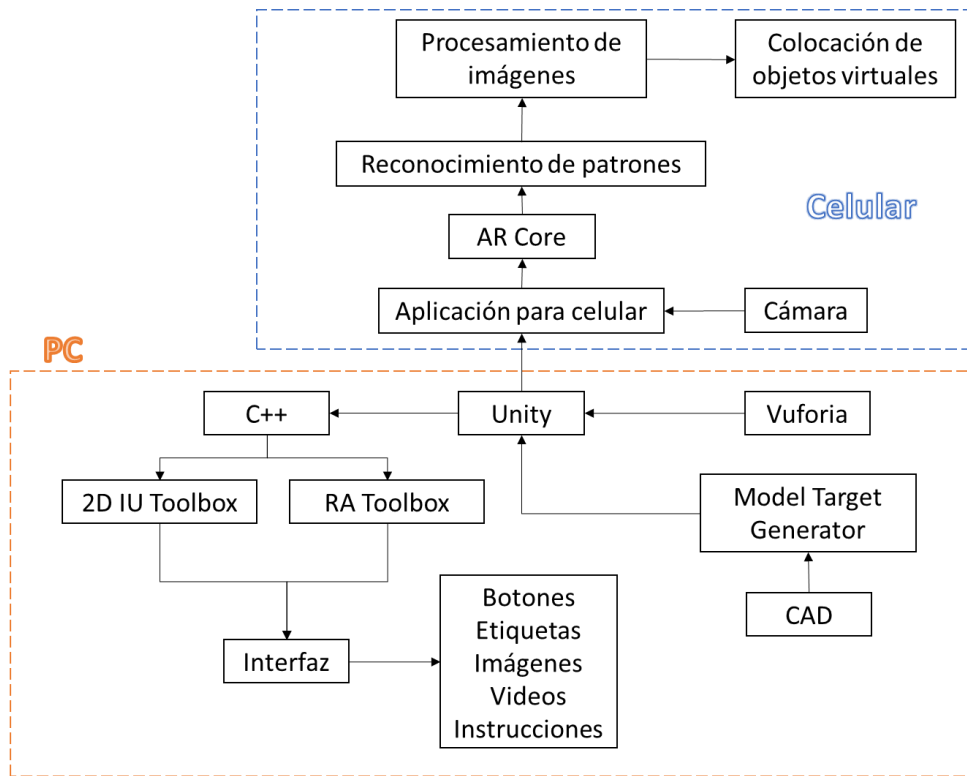 Procesamiento de
imágenes
Colocación de
objetos virtuales
Reconocimiento de patrones
Celular
AR Core
Aplicación para celular
Cámara
PC
C++
Unity
Vuforia
2D IU Toolbox
RA Toolbox
Model Target
Generator
CAD
Interfaz
Botones
Etiquetas
Imágenes
Videos
Instrucciones